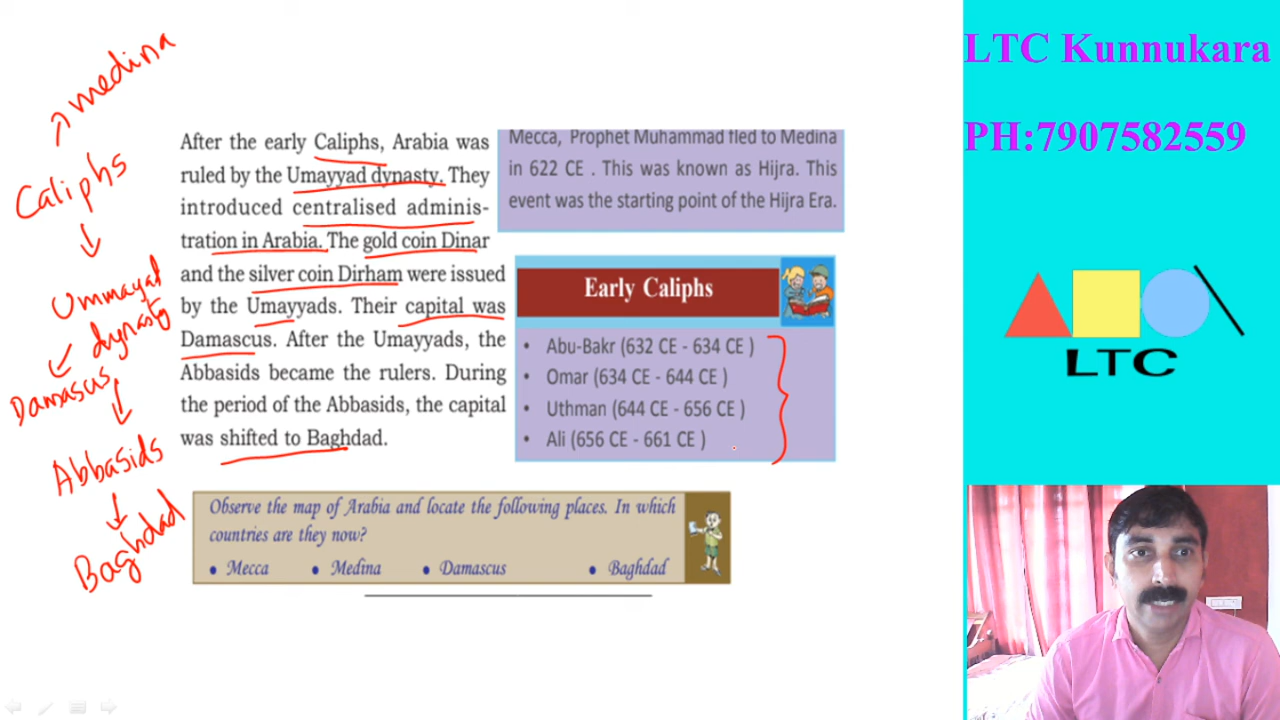 medina
Caliphs
Ummayad
dynasty
Damasus
Abbasids
Baghdad
After the early Caliphs, Arabia was
ruled by the Umayyad dynasty. They
introduced centralised adminis-
tration in Arabia. The gold coin Dinar
and the silver coin Dirham were issued
by the Umayyads. Their capital was
Damascus. After the Umayyads, the
Abbasids became the rulers. During
the period of the Abbasids, the capital
was shifted to Baghdad.
Mecca, Prophet Muhammad fled to Medina
in 622 CE . This was known as Hijra. This
event was the starting point of the Hijra Era.
Early Caliphs
• Abu-Bakr (632 CE - 634 CE )
• Omar (634 CE - 644 CE )
• Uthman (644 CE - 656 CE )
• Ali (656 CE - 661 CE )
Observe the map of Arabia and locate the following places. In which
countries are they now?
• Mecca • Medina • Damascus • Baghdad
LTC Kunnukara
PH:7907582559
LTC